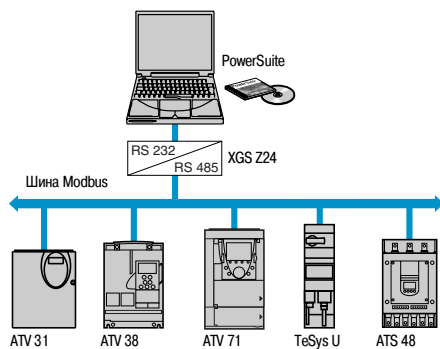 PowerSuite
RS 232
RS 485
XGS Z24
Шина Modbus
ATV 31
ATV 38
ATV 71
TeSys U
ATS 48